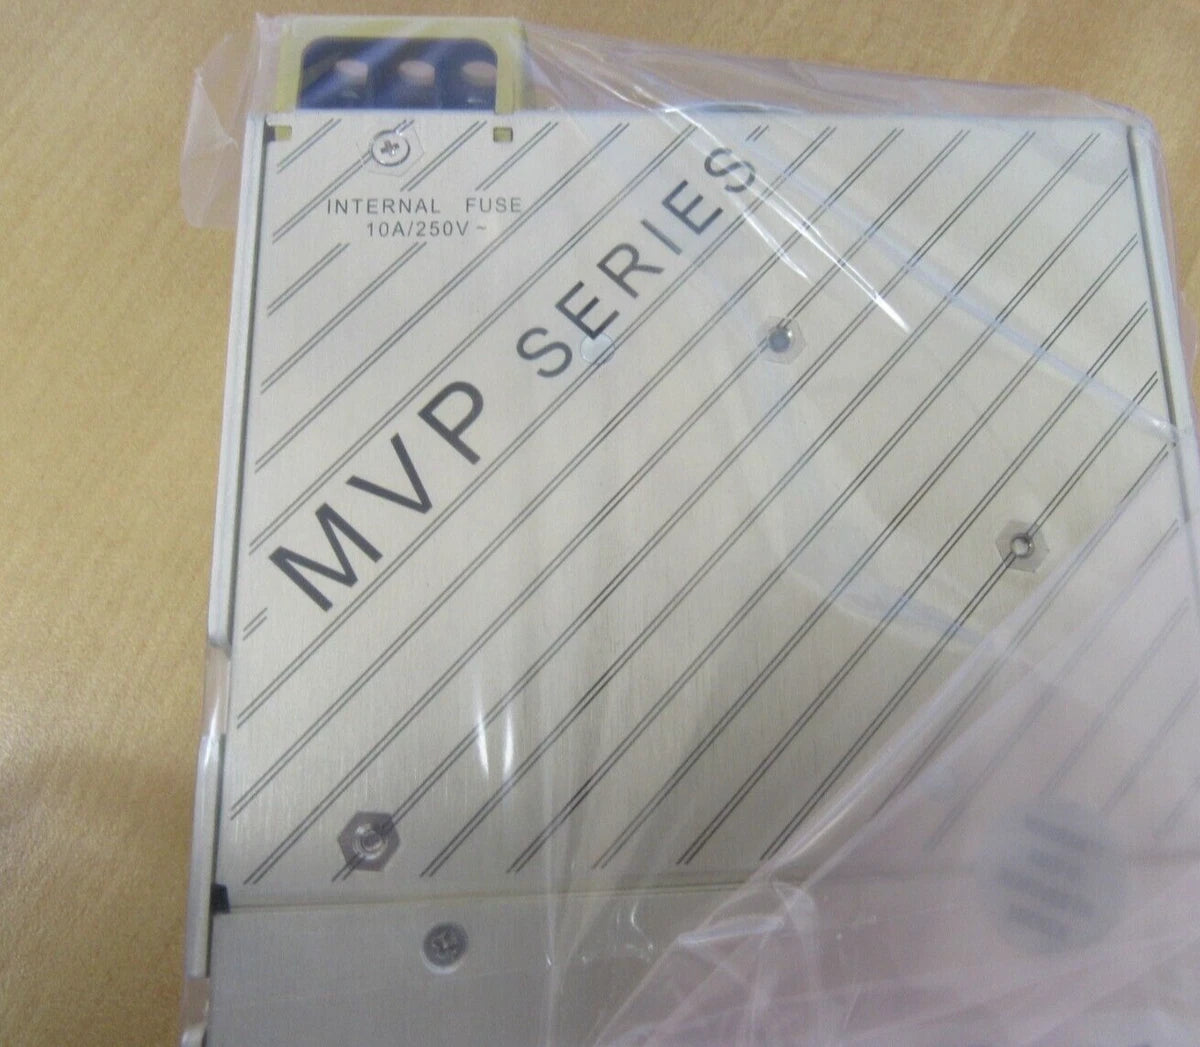 INTERNAL FUSE
10A/250V ~
MVP SERIES